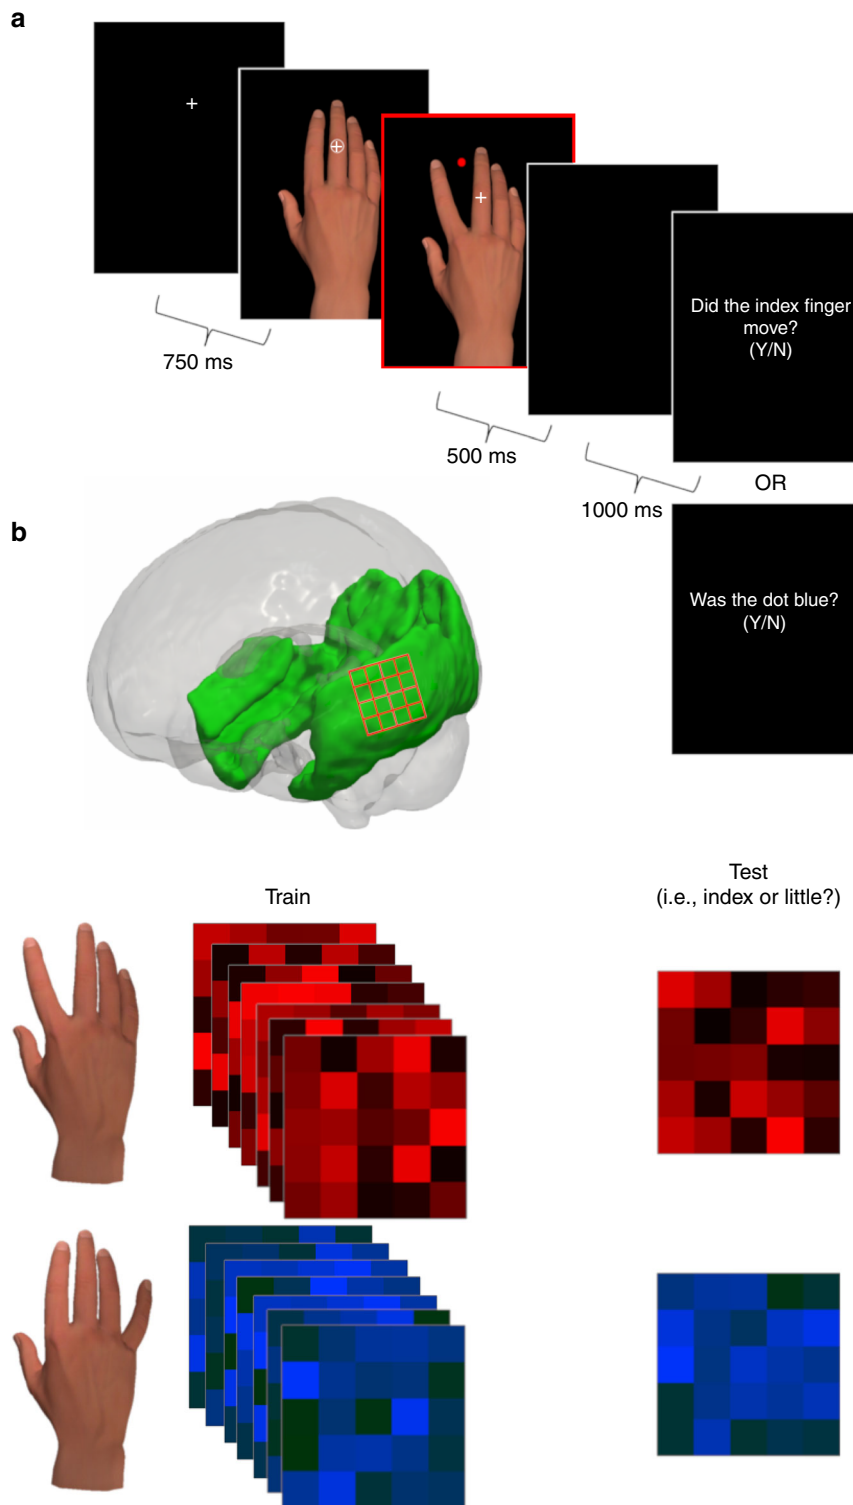 a
750 ms
500 ms
1000 ms
Did the index finger
move?
(Y/N)
OR
Was the dot blue?
(Y/N)
b
Train
Test
(i.e., index or little?)